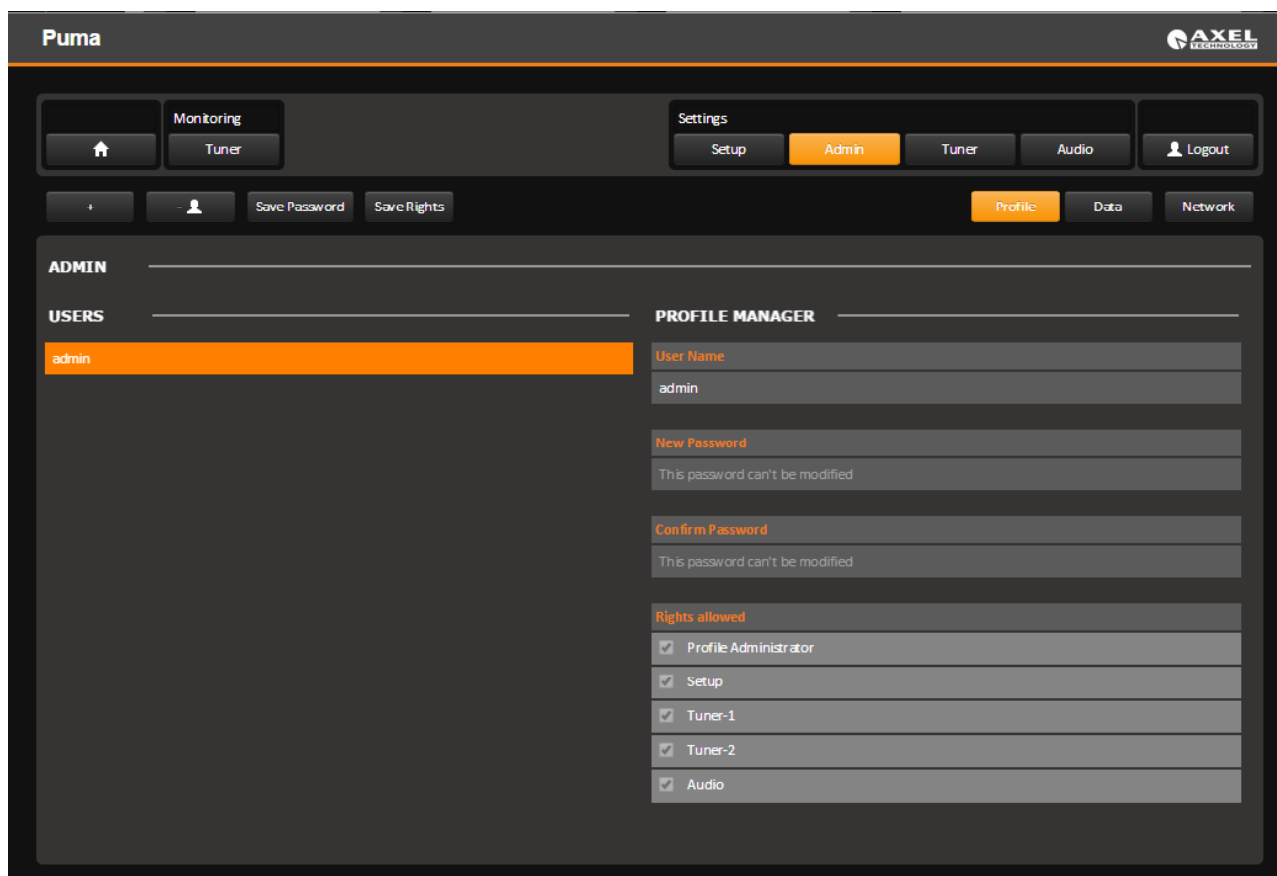 Puma
AXEL
TECHNOLOGY
Monitoring
Settings
Tuner
Setup
Admin
Tuner
Audio
Logout
+
-
Save Password
Save Rights
Profile
Data
Network
ADMIN
USERS
PROFILE MANAGER
admin
User Name
admin
New Password
This password can't be modified
Confirm Password
This password can't be modified
Rights allowed
Profile Administrator
Setup
Tuner-1
Tuner-2
Audio